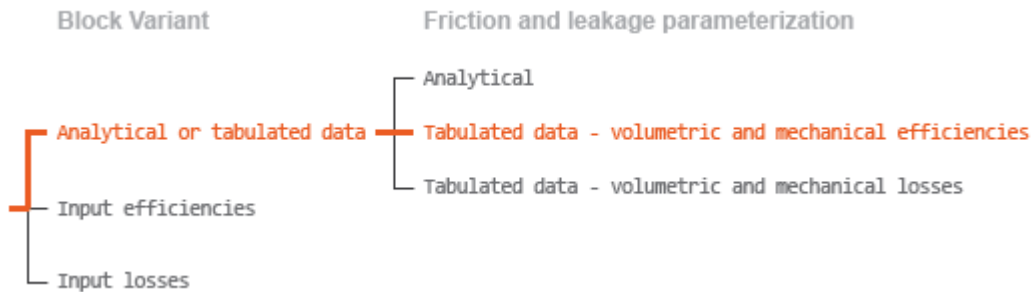 Block Variant
Friction and leakage parameterization
Analytical
Analytical or tabulated data
Tabulated data - volumetric and mechanical efficiencies
Tabulated data - volumetric and mechanical losses
Input efficiencies
Input losses